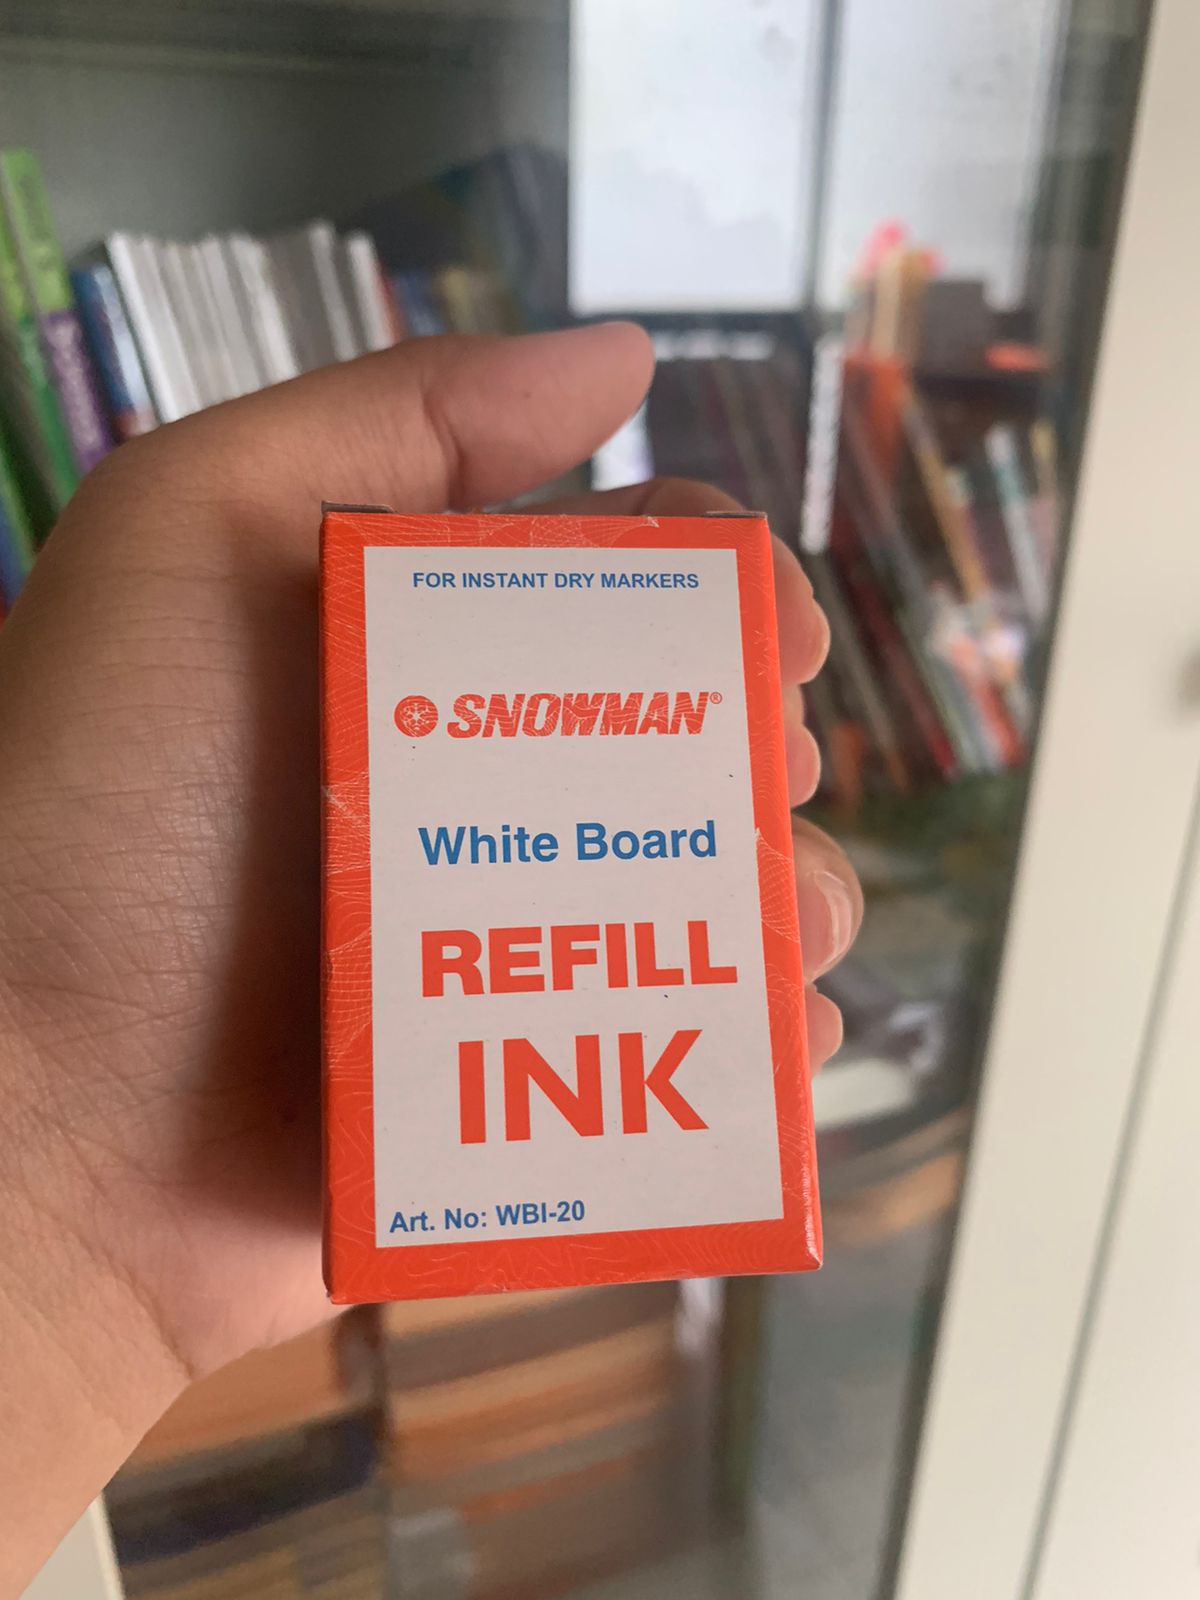 FOR INSTANT DRY MARKERS
SNOWMAN®
White Board
REFILL
INK
Art. No: WBI-20